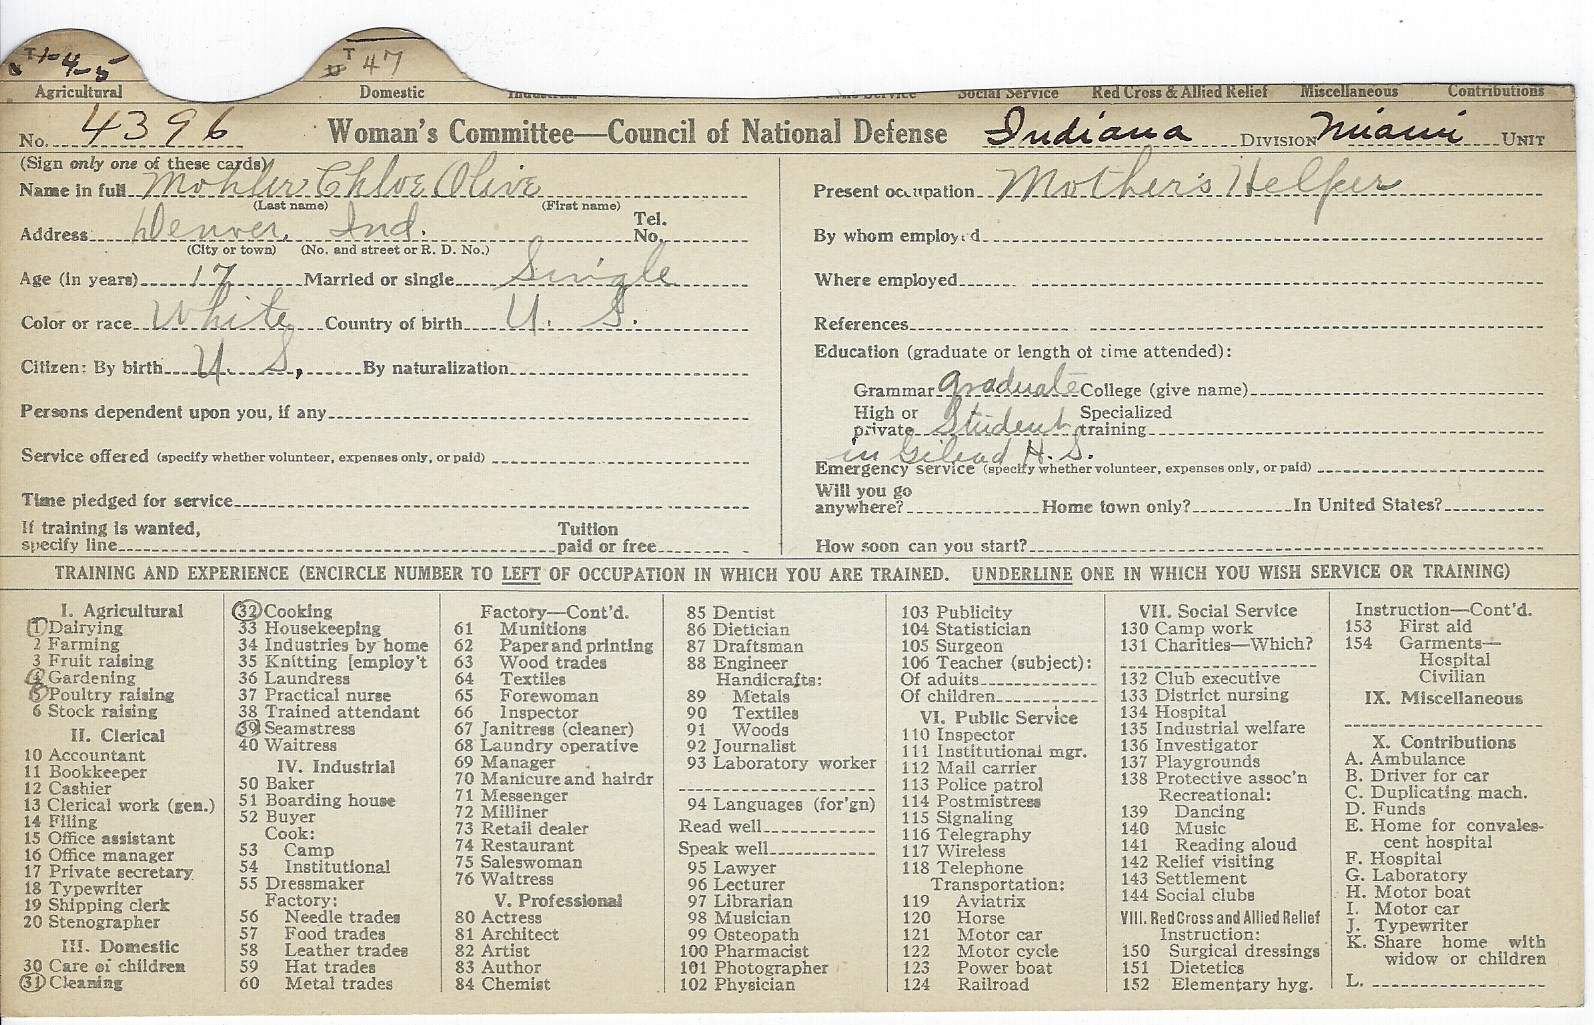 T 1-4-5
T 47
Agricultural Domestic Industrial Public Service Social Service Red Cross & Allied Relief Miscellaneous Contributions
No. 4396 Woman's Committee—Council of National Defense Indiana DIVISION Miami UNIT
(Sign only one of these cards)
Name in full Mohler Chloe Olive
(Last name) (First name)
Address Denver, Ind. Tel. No.
(City or town) (No. and street or R. D. No.)
Age (in years) 17 Married or single Single
Color or race White Country of birth U. S.
Citizen: By birth U. S, By naturalization
Persons dependent upon you, if any
Service offered (specify whether volunteer, expenses only, or paid)
Time pledged for service
If training is wanted,
specify line Tuition paid or free
Present occupation Mother's Helper
By whom employed
Where employed
References
Education (graduate or length of time attended):
Grammar graduate College (give name)
High or private Student Specialized training
in Gilead H. S.
Emergency service (specify whether volunteer, expenses only, or paid)
Will you go
anywhere? Home town only? In United States?
How soon can you start?
TRAINING AND EXPERIENCE (ENCIRCLE NUMBER TO LEFT OF OCCUPATION IN WHICH YOU ARE TRAINED. UNDERLINE ONE IN WHICH YOU WISH SERVICE OR TRAINING)
I. Agricultural
1 Dairying
2 Farming
3 Fruit raising
4 Gardening
5 Poultry raising
6 Stock raising
II. Clerical
10 Accountant
11 Bookkeeper
12 Cashier
13 Clerical work (gen.)
14 Filing
15 Office assistant
16 Office manager
17 Private secretary
18 Typewriter
19 Shipping clerk
20 Stenographer
III. Domestic
30 Care of children
31 Cleaning
32 Cooking
33 Housekeeping
34 Industries by home
35 Knitting [employ't
36 Laundress
37 Practical nurse
38 Trained attendant
39 Seamstress
40 Waitress
IV. Industrial
50 Baker
51 Boarding house
52 Buyer
Cook:
53 Camp
54 Institutional
55 Dressmaker
Factory:
56 Needle trades
57 Food trades
58 Leather trades
59 Hat trades
60 Metal trades
Factory—Cont'd.
61 Munitions
62 Paper and printing
63 Wood trades
64 Textiles
65 Forewoman
66 Inspector
67 Janitress (cleaner)
68 Laundry operative
69 Manager
70 Manicure and hairdr
71 Messenger
72 Milliner
73 Retail dealer
74 Restaurant
75 Saleswoman
76 Waitress
V. Professional
80 Actress
81 Architect
82 Artist
83 Author
84 Chemist
85 Dentist
86 Dietician
87 Draftsman
88 Engineer
Handicrafts:
89 Metals
90 Textiles
91 Woods
92 Journalist
93 Laboratory worker
94 Languages (for'gn)
Read well
Speak well
95 Lawyer
96 Lecturer
97 Librarian
98 Musician
99 Osteopath
100 Pharmacist
101 Photographer
102 Physician
103 Publicity
104 Statistician
105 Surgeon
106 Teacher (subject):
Of adults
Of children
VI. Public Service
110 Inspector
111 Institutional mgr.
112 Mail carrier
113 Police patrol
114 Postmistress
115 Signaling
116 Telegraphy
117 Wireless
118 Telephone
Transportation:
119 Aviatrix
120 Horse
121 Motor car
122 Motor cycle
123 Power boat
124 Railroad
VII. Social Service
130 Camp work
131 Charities—Which?
132 Club executive
133 District nursing
134 Hospital
135 Industrial welfare
136 Investigator
137 Playgrounds
138 Protective assoc'n
Recreational:
139 Dancing
140 Music
141 Reading aloud
142 Relief visiting
143 Settlement
144 Social clubs
VIII. Red Cross and Allied Relief
Instruction:
150 Surgical dressings
151 Dietetics
152 Elementary hyg.
Instruction—Cont'd.
153 First aid
154 Garments—
Hospital
Civilian
IX. Miscellaneous
X. Contributions
A. Ambulance
B. Driver for car
C. Duplicating mach.
D. Funds
E. Home for convales-
cent hospital
F. Hospital
G. Laboratory
H. Motor boat
I. Motor car
J. Typewriter
K. Share home with
widow or children
L.